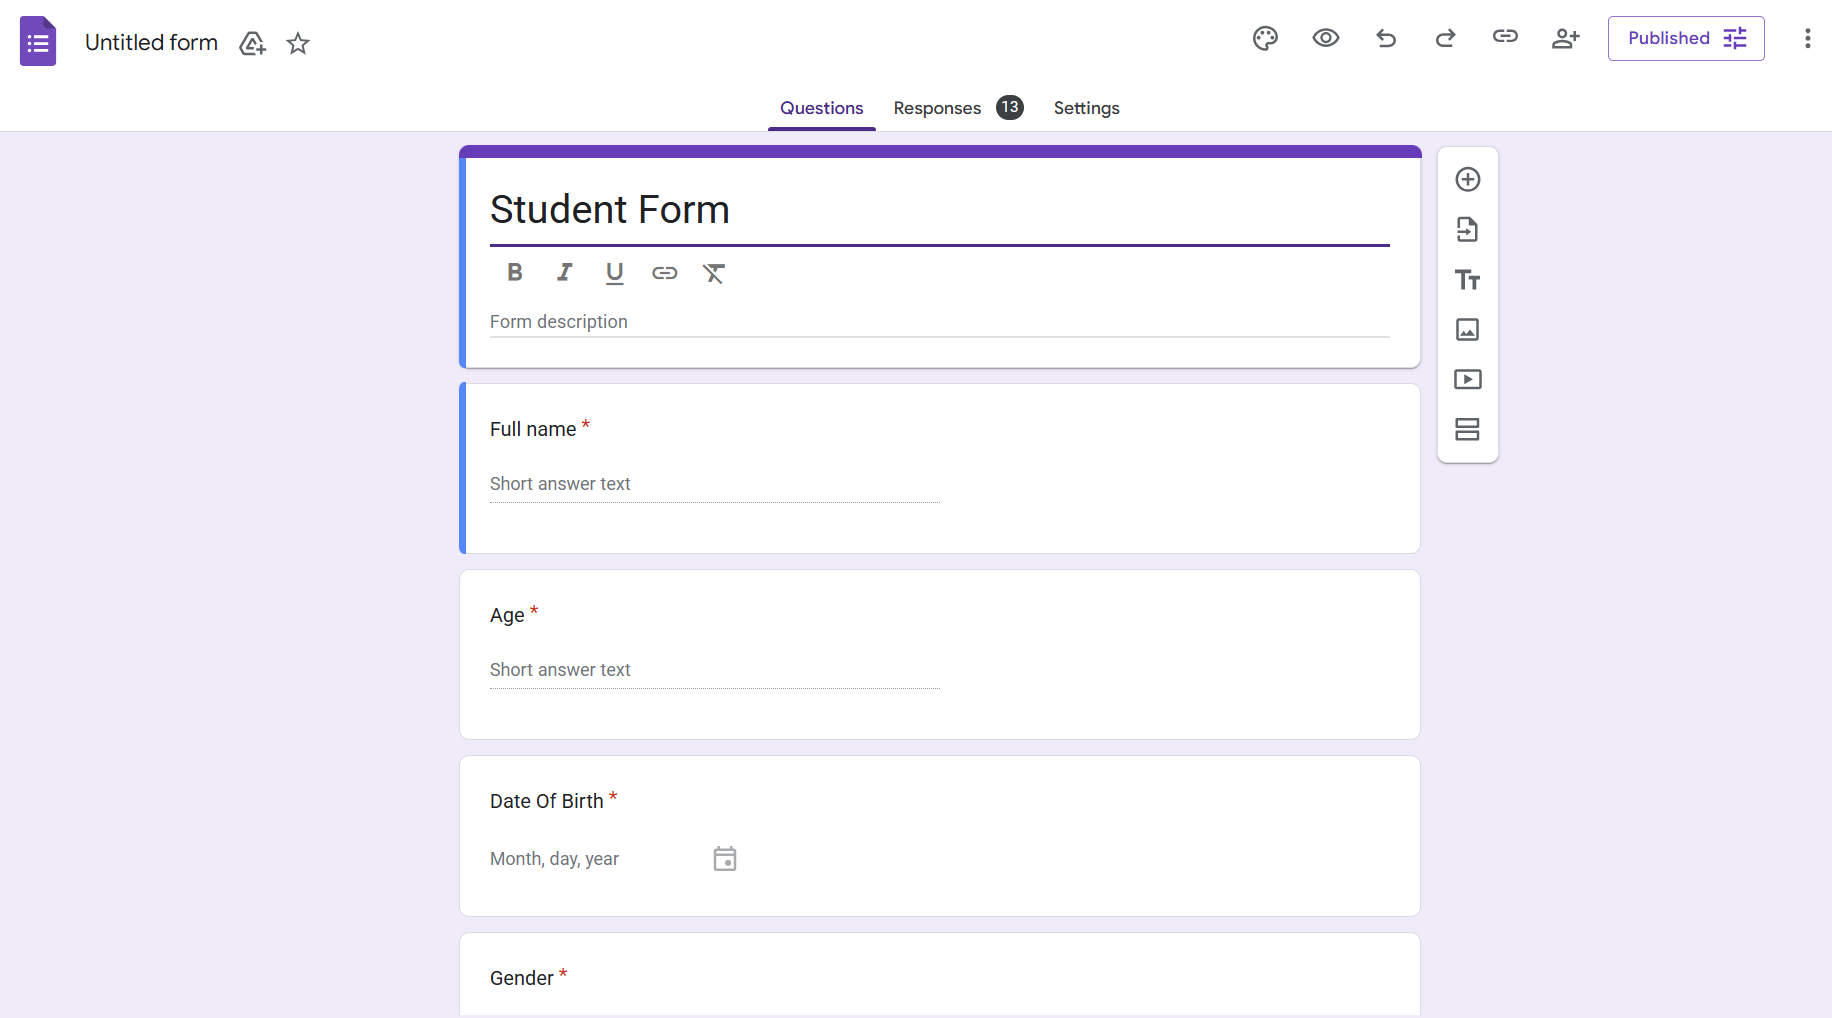 Untitled form
Published
Questions
Responses 13
Settings
Student Form
B I U
Form description
Full name *
Short answer text
Age *
Short answer text
Date Of Birth *
Month, day, year
Gender *